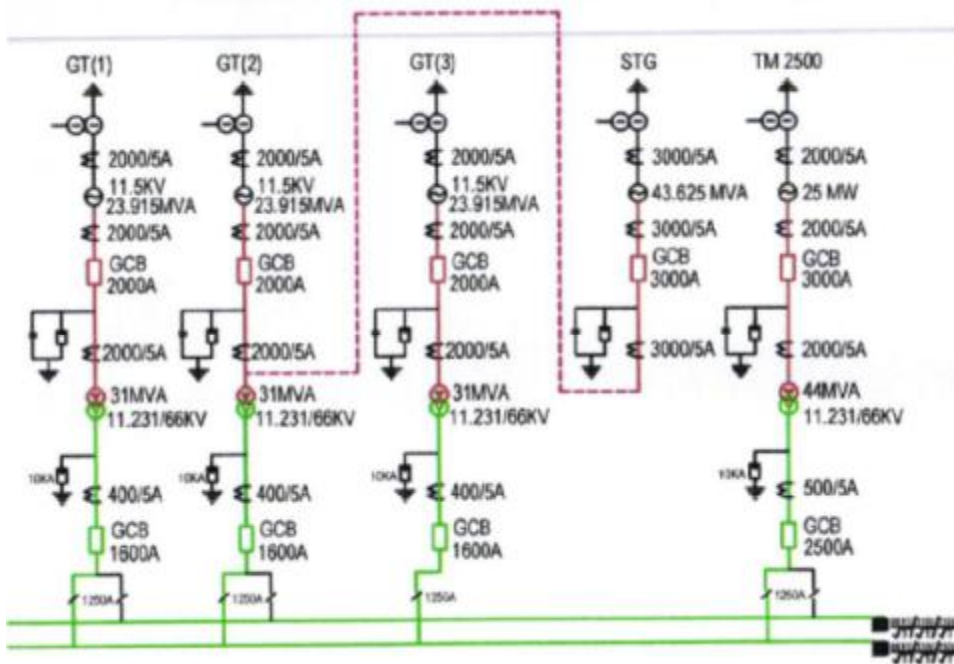 GT(1) GT(2) GT(3) STG TM 2500
2000/5A 2000/5A 2000/5A 3000/5A 2000/5A
11.5KV 11.5KV 11.5KV
23.915MVA 23.915MVA 23.915MVA 43.625 MVA 25 MW
2000/5A 2000/5A 2000/5A 3000/5A 2000/5A
GCB GCB GCB GCB GCB
2000A 2000A 2000A 3000A 3000A
2000/5A 2000/5A 2000/5A 3000/5A 2000/5A
31MVA 31MVA 31MVA 44MVA
11.231/66KV 11.231/66KV 11.231/66KV 11.231/66KV
10KA 10KA 10KA 10KA
400/5A 400/5A 400/5A 500/5A
GCB GCB GCB GCB
1600A 1600A 1600A 2500A
1250A 1250A 1250A 1250A